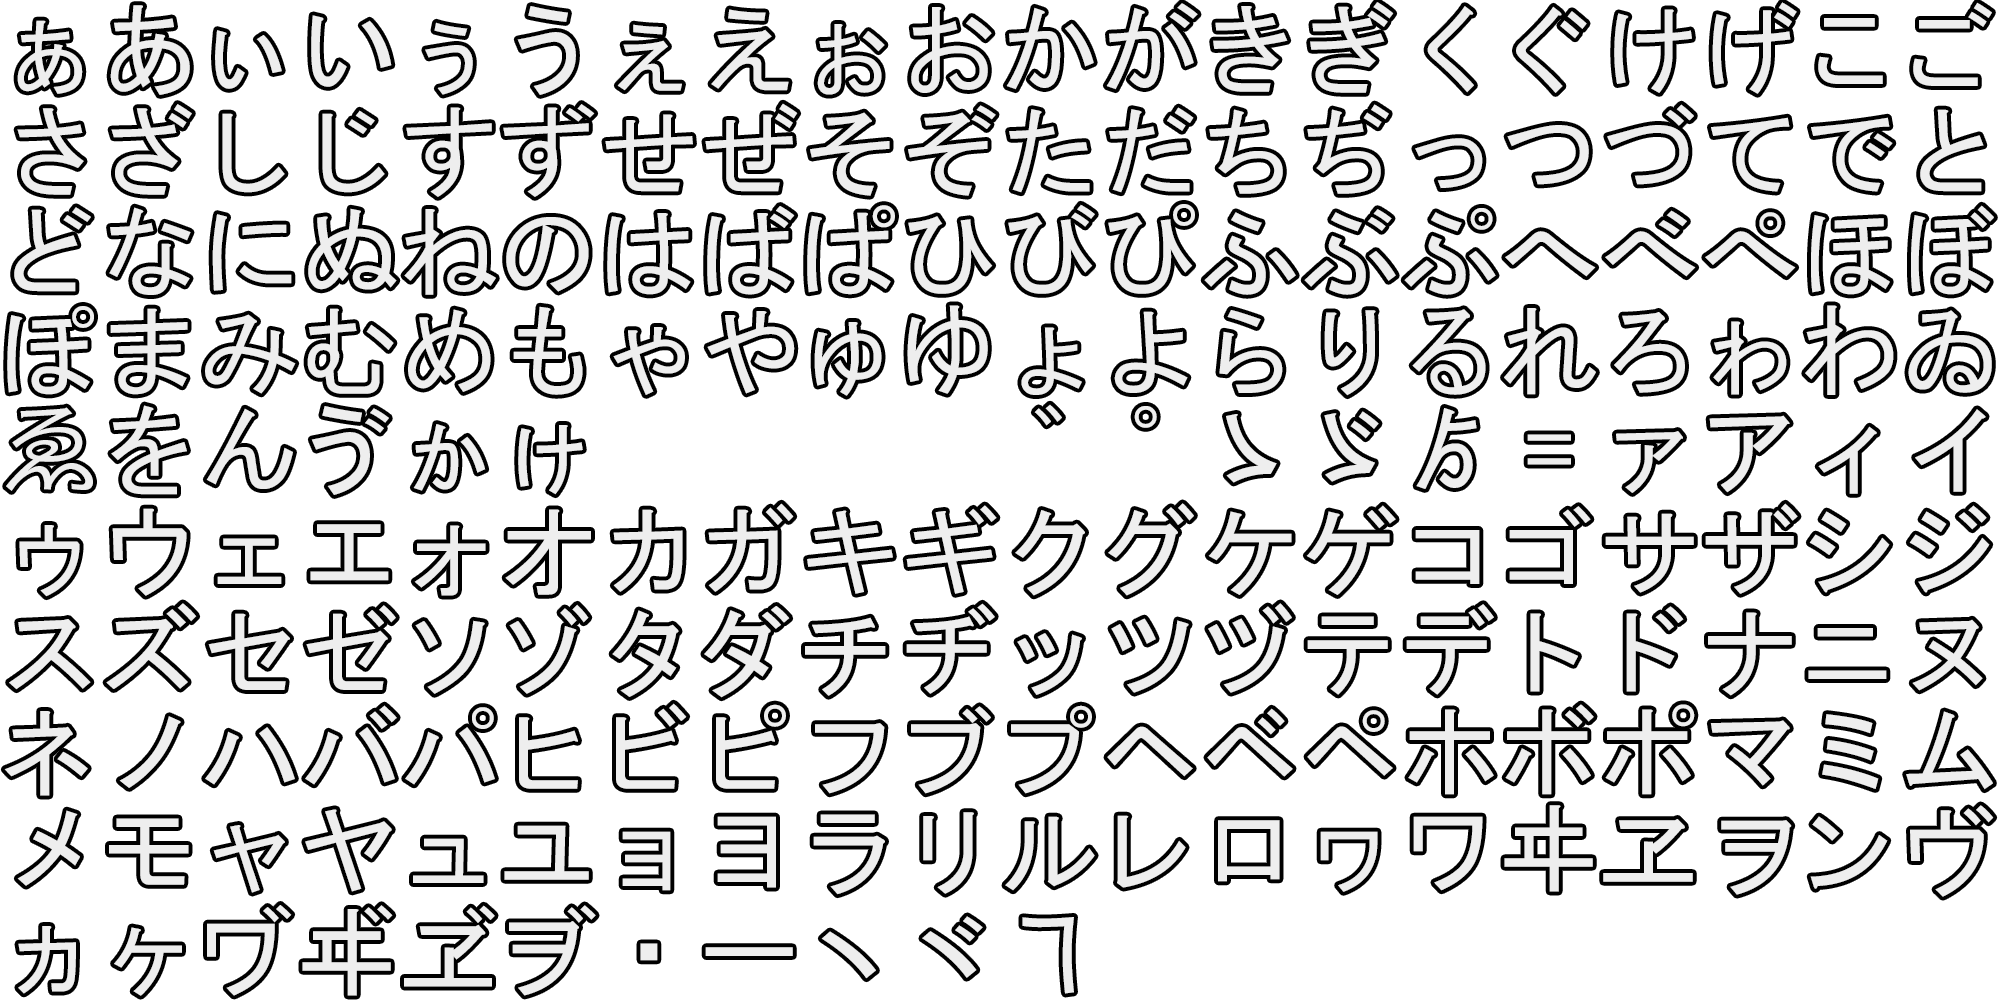 ぁあぃいぅうぇえぉおかがきぎくぐけげこご
さざしじすずせぜそぞただちぢっつづてでと
どなにぬねのはばぱひびぴふぶぷへべぺほぼ
ぽまみむめもゃやゅゆょよらりるれろゎわゐ
ゑをんゔゕゖ゛゜ゝゞゟ゠ァアィイ
ゥウェエォオカガキギクグケゲコゴサザシジ
スズセゼソゾタダチヂッツヅテデトドナニヌ
ネノハバパヒビピフブプヘベペホボポマミム
メモャヤュユョヨラリルレロヮワヰヱヲンヴ
ヵヶヷヸヹヺ・ーヽヾヿ